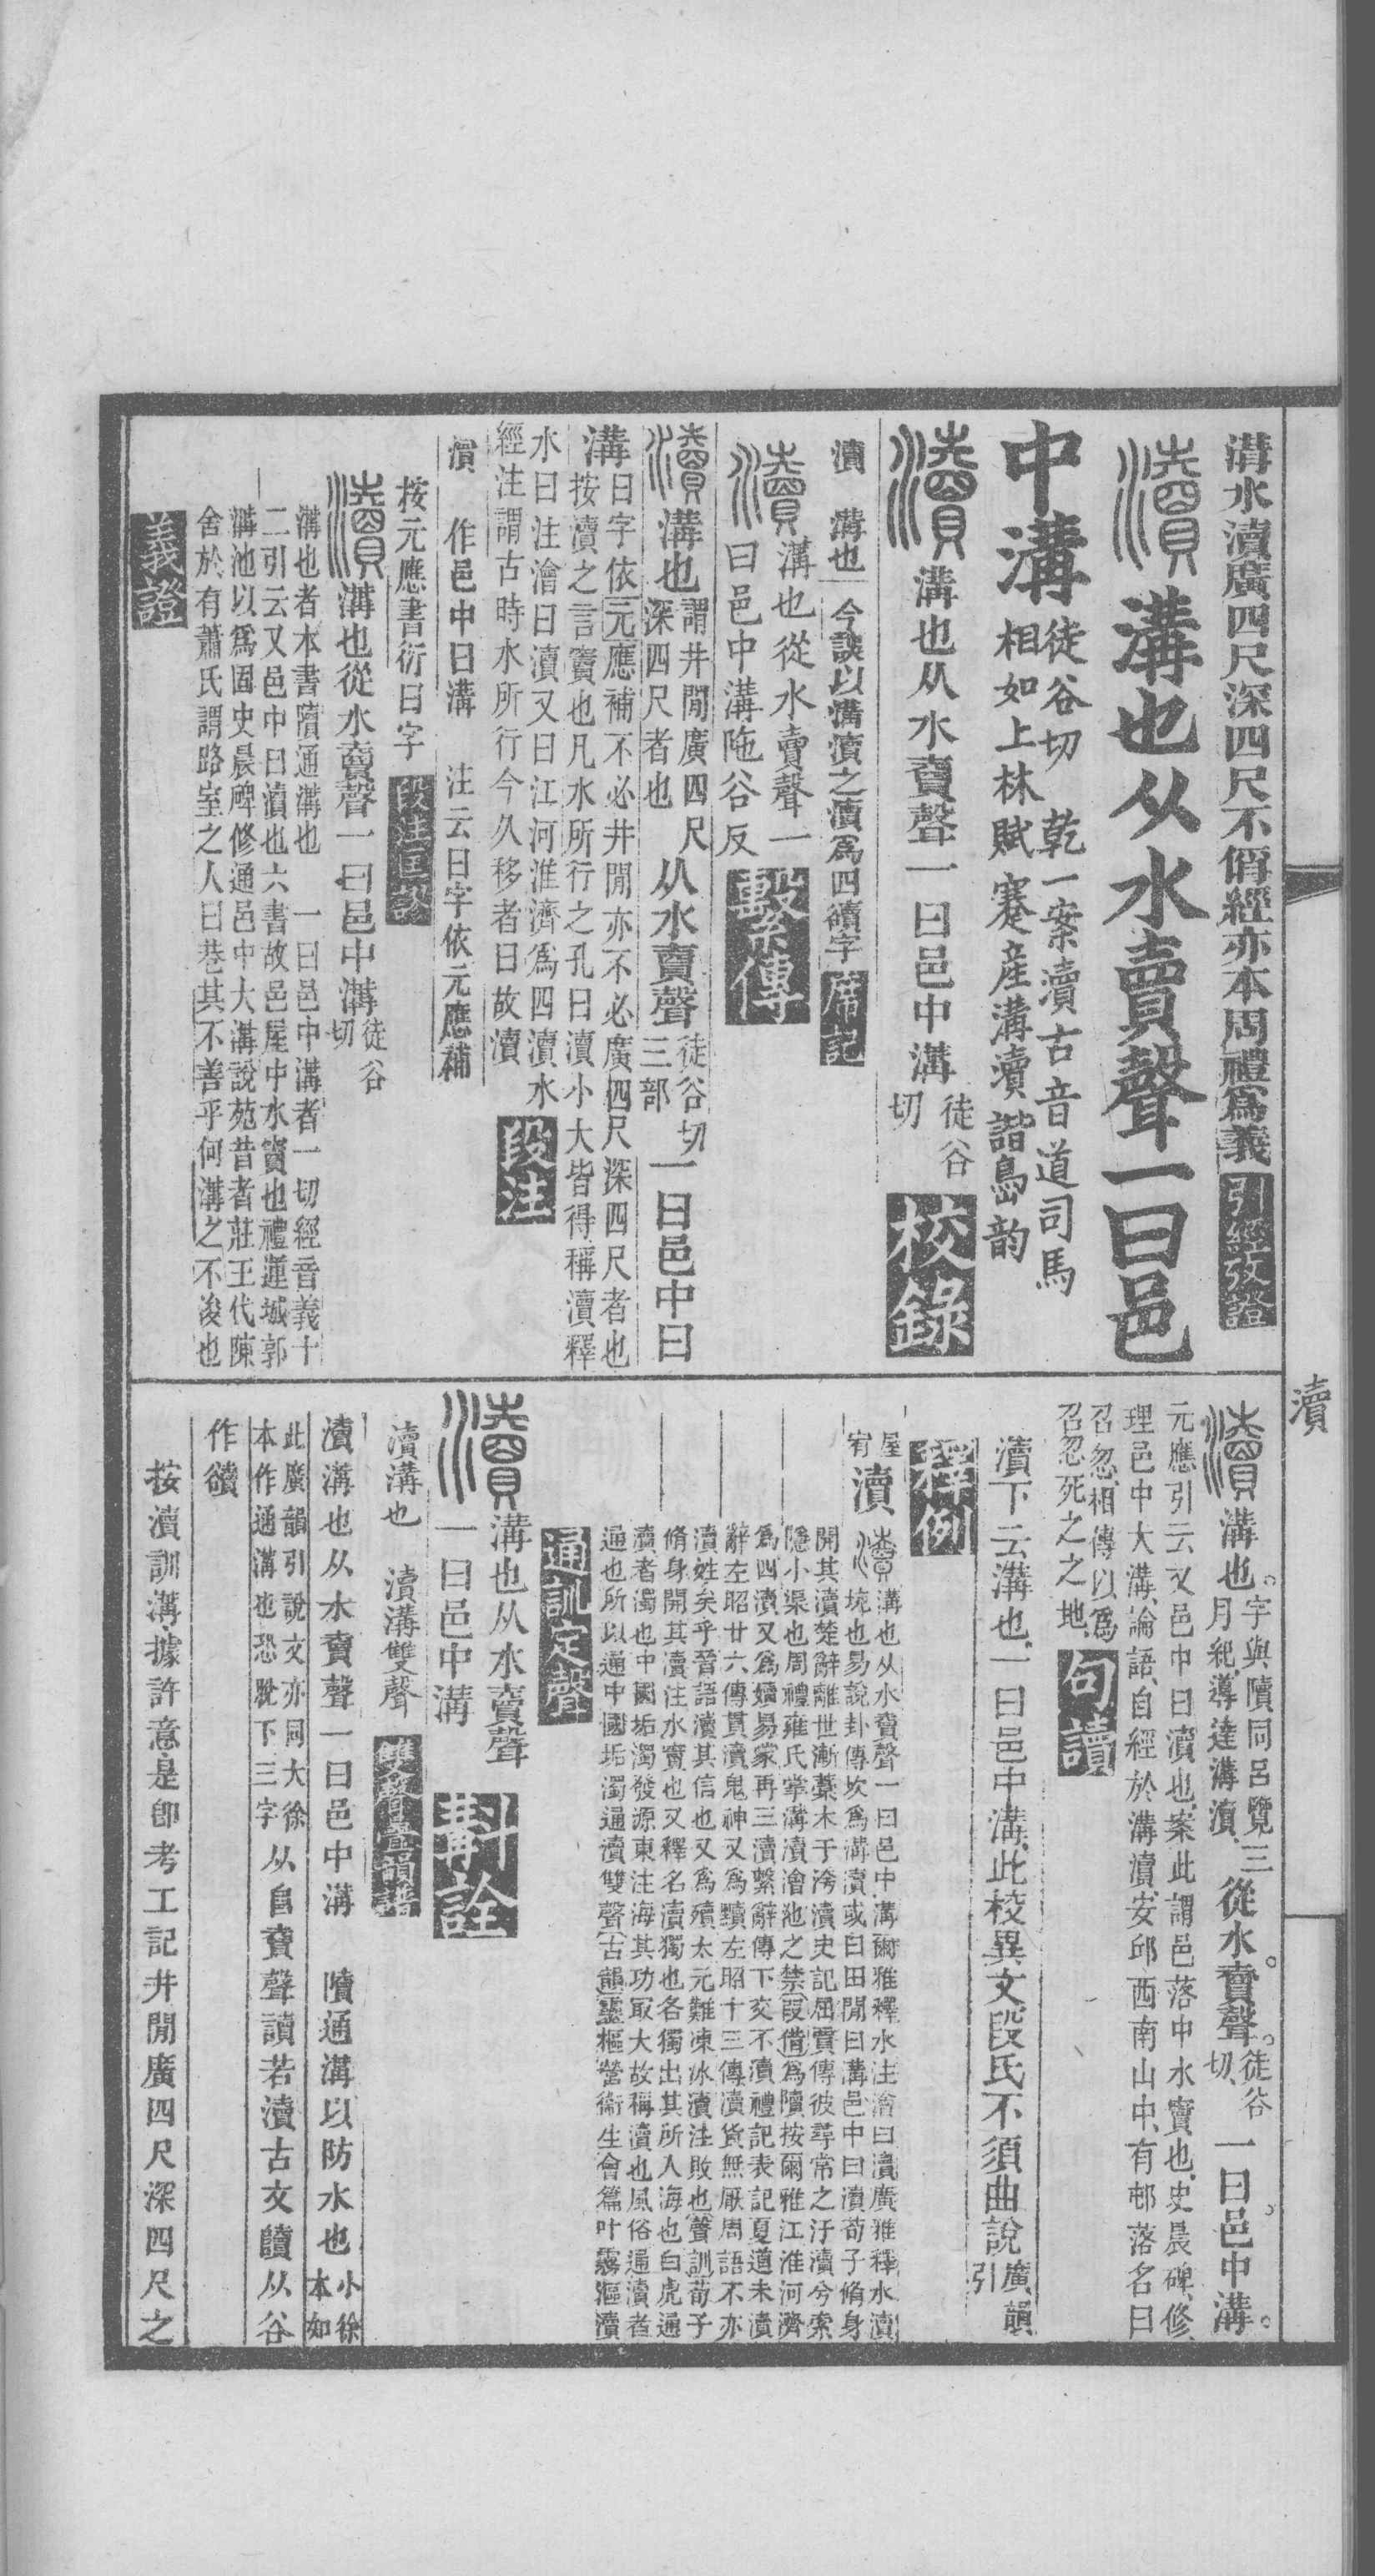 溝水瀆廣四尺深四尺不偁經亦本周禮爲義 引經攷證
瀆 溝也从水𧶠聲一曰邑
中溝 徒谷切 乾一案瀆古音道司馬
相如上林賦蹇產溝瀆諧島韵
瀆 溝也从水𧶠聲一曰邑中溝 徒谷
切 校錄
瀆 溝也 今誤以溝瀆之瀆爲四瀆字 席記
瀆 溝也從水𧶠聲一
曰邑中溝陁谷反 繫傳
瀆 溝也 謂井閒廣四尺
深四尺者也 从水𧶠聲 徒谷切
三部 一曰邑中曰
溝 曰字依元應補不必井閒亦不必廣四尺深四尺者也
按瀆之言竇也凡水所行之孔曰瀆小大皆得稱瀆釋
水曰注澮曰瀆又曰江河淮濟爲四瀆水
經注謂古時水所行今久移者曰故瀆 段注
瀆 作邑中曰溝 注云曰字依元應補
按元應書衍曰字 段注匡謬
瀆 溝也從水𧶠聲一曰邑中溝 徒谷
切
溝也者本書隫通溝也 一曰邑中溝者一切經音義十
二引云又邑中曰瀆也六書故邑屋中水竇也禮運城郭
溝池以爲固史晨碑修通邑中大溝說苑昔者莊王代陳
舍於有蕭氏謂路室之人曰巷其不善乎何溝之不浚也
義證
瀆
瀆 溝也 字與隫同呂覽三
月紀導達溝瀆 從水𧶠聲 徒谷
切 一曰邑中溝
元應引云又邑中曰瀆也案此謂邑落中水竇也史晨碑修
理邑中大溝論語自經於溝瀆安邱西南山中有邨落名曰
召忽相傳以爲
召忽死之之地 句讀
瀆下云溝也一曰邑中溝此校異文段氏不須曲說 廣韻
引
釋例
屋
宥 瀆 瀆 溝也从水𧶠聲一曰邑中溝爾雅釋水注澮曰瀆廣雅釋水瀆
坑也易說卦傳坎爲溝瀆或曰田閒曰溝邑中曰瀆荀子脩身
開其瀆楚辭離世漸藁本于洿瀆史記屈賈傳彼尋常之汙瀆兮索
隱小渠也周禮雍氏掌溝瀆澮池之禁 叚借 爲隫按爾雅江淮河濟
爲四瀆又爲嬻易蒙再三瀆繫辭傳下交不瀆禮記表記夏道未瀆
辭左昭廿六傳貫瀆鬼神又爲黷左昭十三傳瀆貨無厭周語不亦
瀆姓矣乎晉語瀆其信也又爲殰太元難凍冰瀆注敗也 聲訓 荀子
脩身開其瀆注水竇也又釋名瀆獨也各獨出其所入海也白虎通
瀆者濁也中國垢濁發源東注海其功取大故稱瀆也風俗通瀆者
通也所以通中國垢濁通瀆雙聲 古韻 靈樞營衛生會篇叶霧漚瀆
通訓定聲
瀆 溝也从水𧶠聲
一曰邑中溝 斠詮
瀆溝也 瀆溝雙聲 雙聲疊韻譜
瀆溝也从水𧶠聲一曰邑中溝 隫通溝以防水也 小徐
本如
此廣韻引說文亦同大徐
本作通溝也恐脫下三字 从𨸏𧶠聲讀若瀆古文䜱从谷
作䜱
按瀆訓溝據許意是卽考工記井閒廣四尺深四尺之